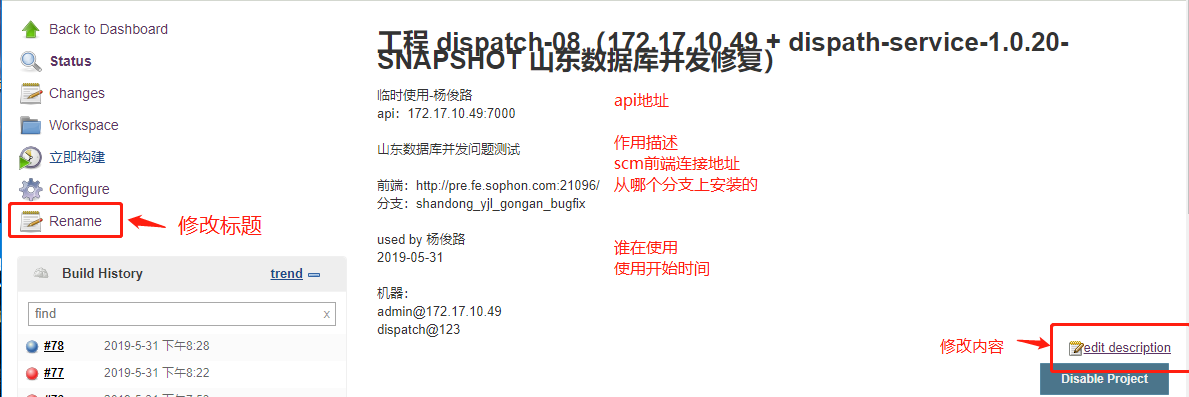 Back to Dashboard
Status
Changes
Workspace
立即构建
Configure
Rename
修改标题
Build History
trend
find
x
#78
2019-5-31 下午8:28
#77
2019-5-31 下午8:22
工程 dispatch-08（172.17.10.49 + dispath-service-1.0.20-
SNAPSHOT 山东数据库并发修复）
临时使用-杨俊路
api：172.17.10.49:7000
api地址
山东数据库并发问题测试
作用描述
scm前端连接地址
前端：http://pre.fe.sophon.com:21096/
从哪个分支上安装的
分支：shandong_yjl_gongan_bugfix
used by 杨俊路
谁在使用
2019-05-31
使用开始时间
机器：
admin@172.17.10.49
dispatch@123
修改内容
edit description
Disable Project